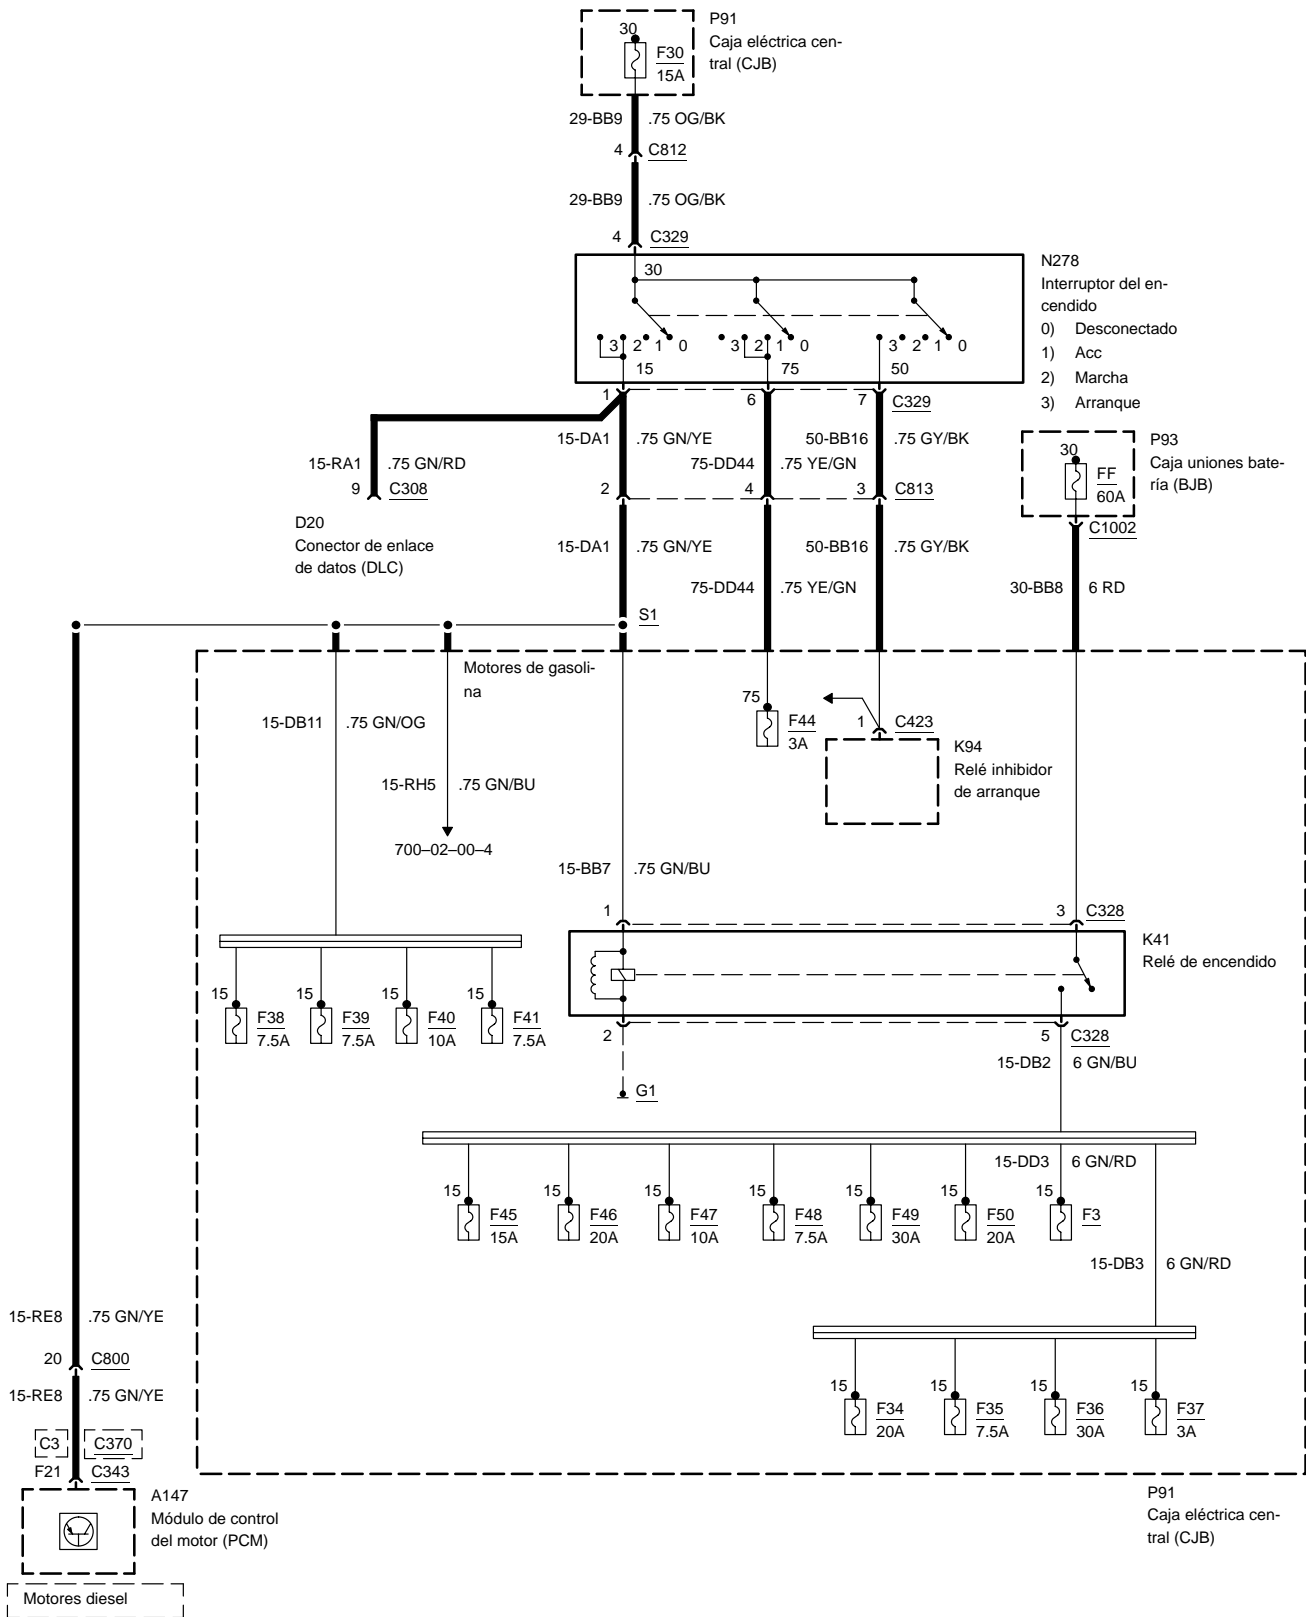 P91
30
Caja eléctrica cen-
tral (CJB)
F30
15A
29-BB9 .75 OG/BK
4 C812
29-BB9 .75 OG/BK
4 C329
N278
Interruptor del en-
cendido
0) Desconectado
1) Acc
2) Marcha
3) Arranque
30
3 2 1 0
3 2 1 0
3 2 1 0
15 75 50
1 6 7 C329
15-DA1 .75 GN/YE 50-BB16 .75 GY/BK
15-RA1 .75 GN/RD 75-DD44 .75 YE/GN
9 C308 2 4 3 C813
P93
Caja uniones bate-
ría (BJB)
30
FF
60A
C1002
D20
Conector de enlace
de datos (DLC)
15-DA1 .75 GN/YE 50-BB16 .75 GY/BK
75-DD44 .75 YE/GN 30-BB8 6 RD
S1
Motores de gasoli-
na
15-DB11 .75 GN/OG
75
F44
3A
1 C423
K94
Relé inhibidor
de arranque
15-RH5 .75 GN/BU
700–02–00–4
15-BB7 .75 GN/BU
1 3 C328
K41
Relé de encendido
15 F38 7.5A
15 F39 7.5A
15 F40 10A
15 F41 7.5A
2 5 C328
15-DB2 6 GN/BU
G1
15-DD3 6 GN/RD
15 F45 15A
15 F46 20A
15 F47 10A
15 F48 7.5A
15 F49 30A
15 F50 20A
15 F3
15-DB3 6 GN/RD
15-RE8 .75 GN/YE
20 C800
15-RE8 .75 GN/YE
15 F34 20A
15 F35 7.5A
15 F36 30A
15 F37 3A
C3 C370
F21 C343
A147
Módulo de control
del motor (PCM)
P91
Caja eléctrica cen-
tral (CJB)
Motores diesel